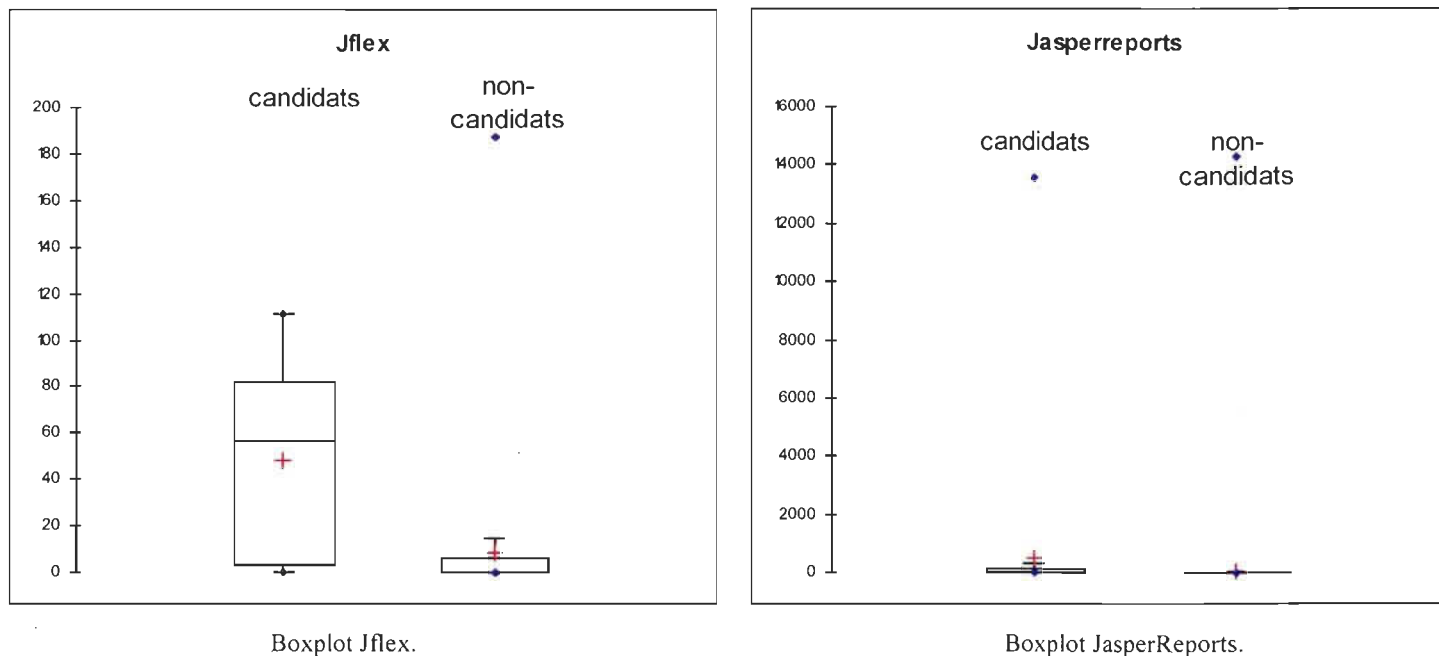 Jflex
candidats
non-
candidats
200
180
160
140
120
100
80
60
40
20
0
Boxplot Jflex.
Jasperreports
candidats
non-
candidats
16000
14000
12000
10000
8000
6000
4000
2000
0
Boxplot JasperReports.